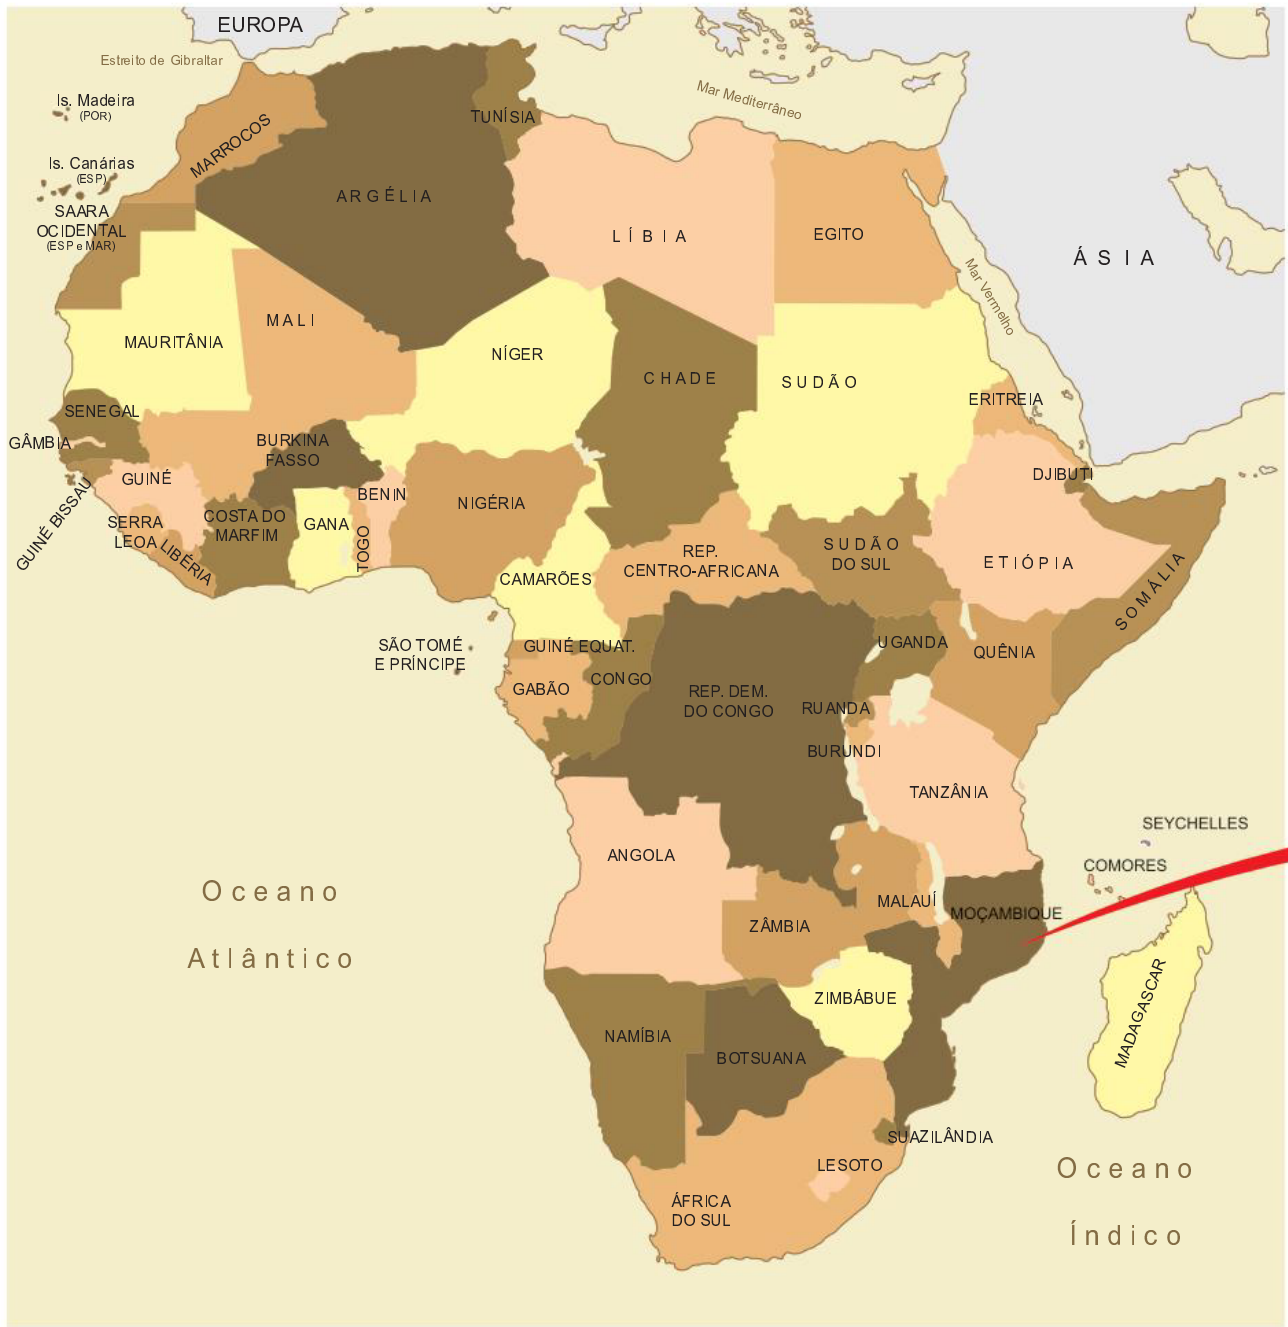 EUROPA
Estreito de Gibraltar
Is. Madeira
(POR)
Mar Mediterrâneo
TUNÍSIA
MARROCOS
Is. Canárias
(ESP)
ARGÉLIA
SAARA
OCIDENTAL
(ESP e MAR)
LÍBIA
EGITO
ÁSIA
Mar Vermelho
MALI
MAURITÂNIA
NÍGER
CHADE
SUDÃO
ERITREIA
SENEGAL
GÂMBIA
BURKINA
FASSO
DJIBUTI
GUINÉ
BENIN
NIGÉRIA
GUINÉ BISSAU
SERRA
LEOA
LIBÉRIA
COSTA DO
MARFIM
GANA
TOGO
SUDÃO
DO SUL
REP.
CENTRO-AFRICANA
ETIÓPIA
CAMARÕES
SOMÁLIA
SÃO TOMÉ
E PRÍNCIPE
GUINÉ EQUAT.
UGANDA
QUÊNIA
GABÃO
CONGO
REP. DEM.
DO CONGO
RUANDA
BURUNDI
TANZÂNIA
SEYCHELLES
ANGOLA
COMORES
Oceano
Atlântico
MALAUÍ
MOÇAMBIQUE
ZÂMBIA
ZIMBÁBUE
MADAGASCAR
NAMÍBIA
BOTSUANA
SUAZILÂNDIA
LESOTO
ÁFRICA
DO SUL
Oceano
Índico